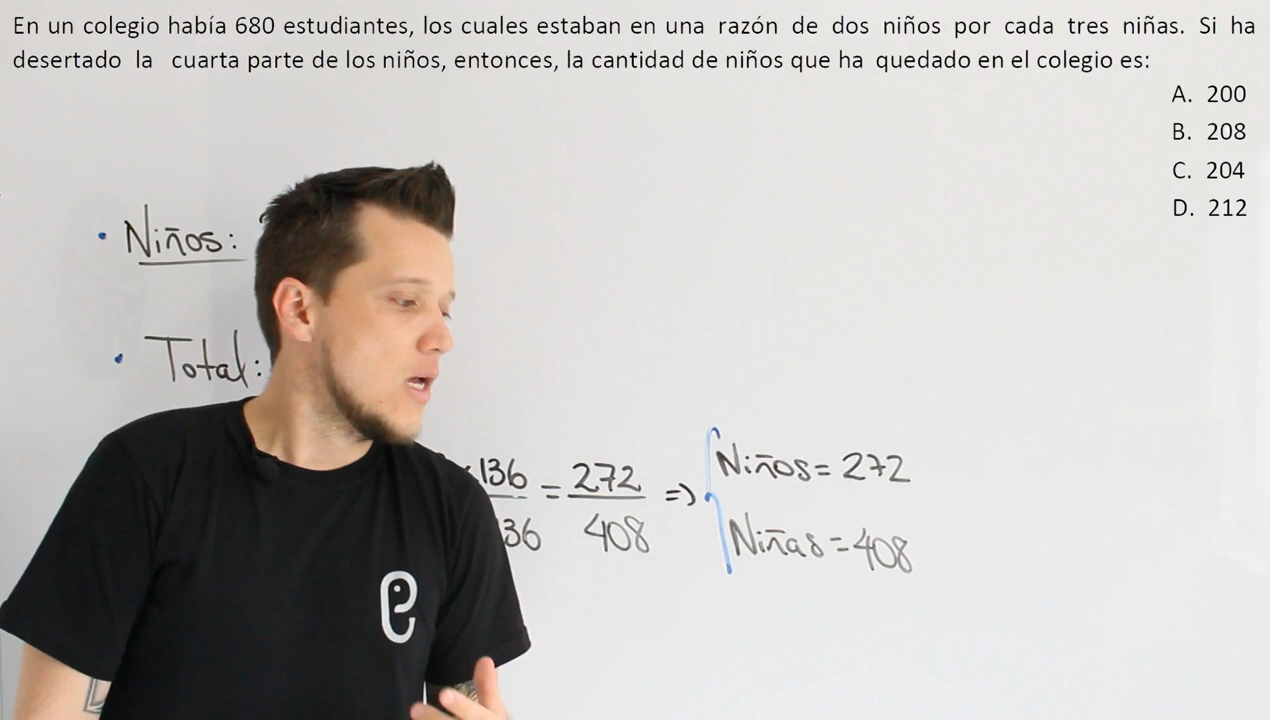 En un colegio había 680 estudiantes, los cuales estaban en una razón de dos niños por cada tres niñas. Si ha
desertado la cuarta parte de los niños, entonces, la cantidad de niños que ha quedado en el colegio es:
A. 200
B. 208
C. 204
D. 212
• Niños:
• Total:
136 = 272 => Niños = 272
36 408 Niñas = 408
e